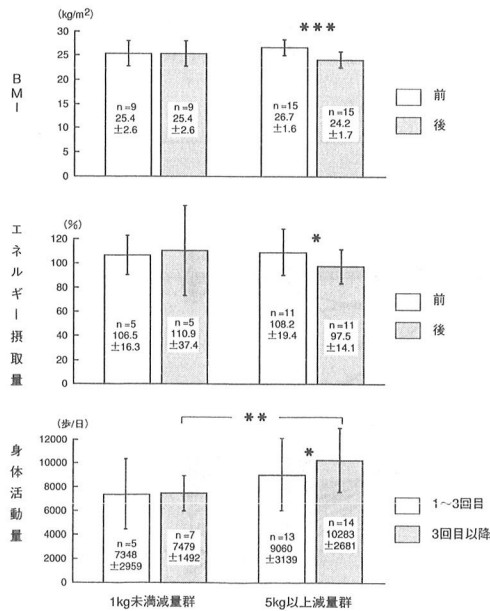 (kg/m²)
***
30
25
20
15
10
5
0
BMI
n=9
25.4
±2.6
n=9
25.4
±2.6
n=15
26.7
±1.6
n=15
24.2
±1.7
前
後
(%)
*
120
100
80
60
40
20
0
エネルギー摂取量
n=5
106.5
±16.3
n=5
110.9
±37.4
n=11
108.2
±19.4
n=11
97.5
±14.1
前
後
(歩/日)
**
*
12000
10000
8000
6000
4000
2000
0
身体活動量
n=5
7348
±2959
n=7
7479
±1492
n=13
9060
±3139
n=14
10283
±2681
1〜3回目
3回目以降
1kg未満減量群
5kg以上減量群